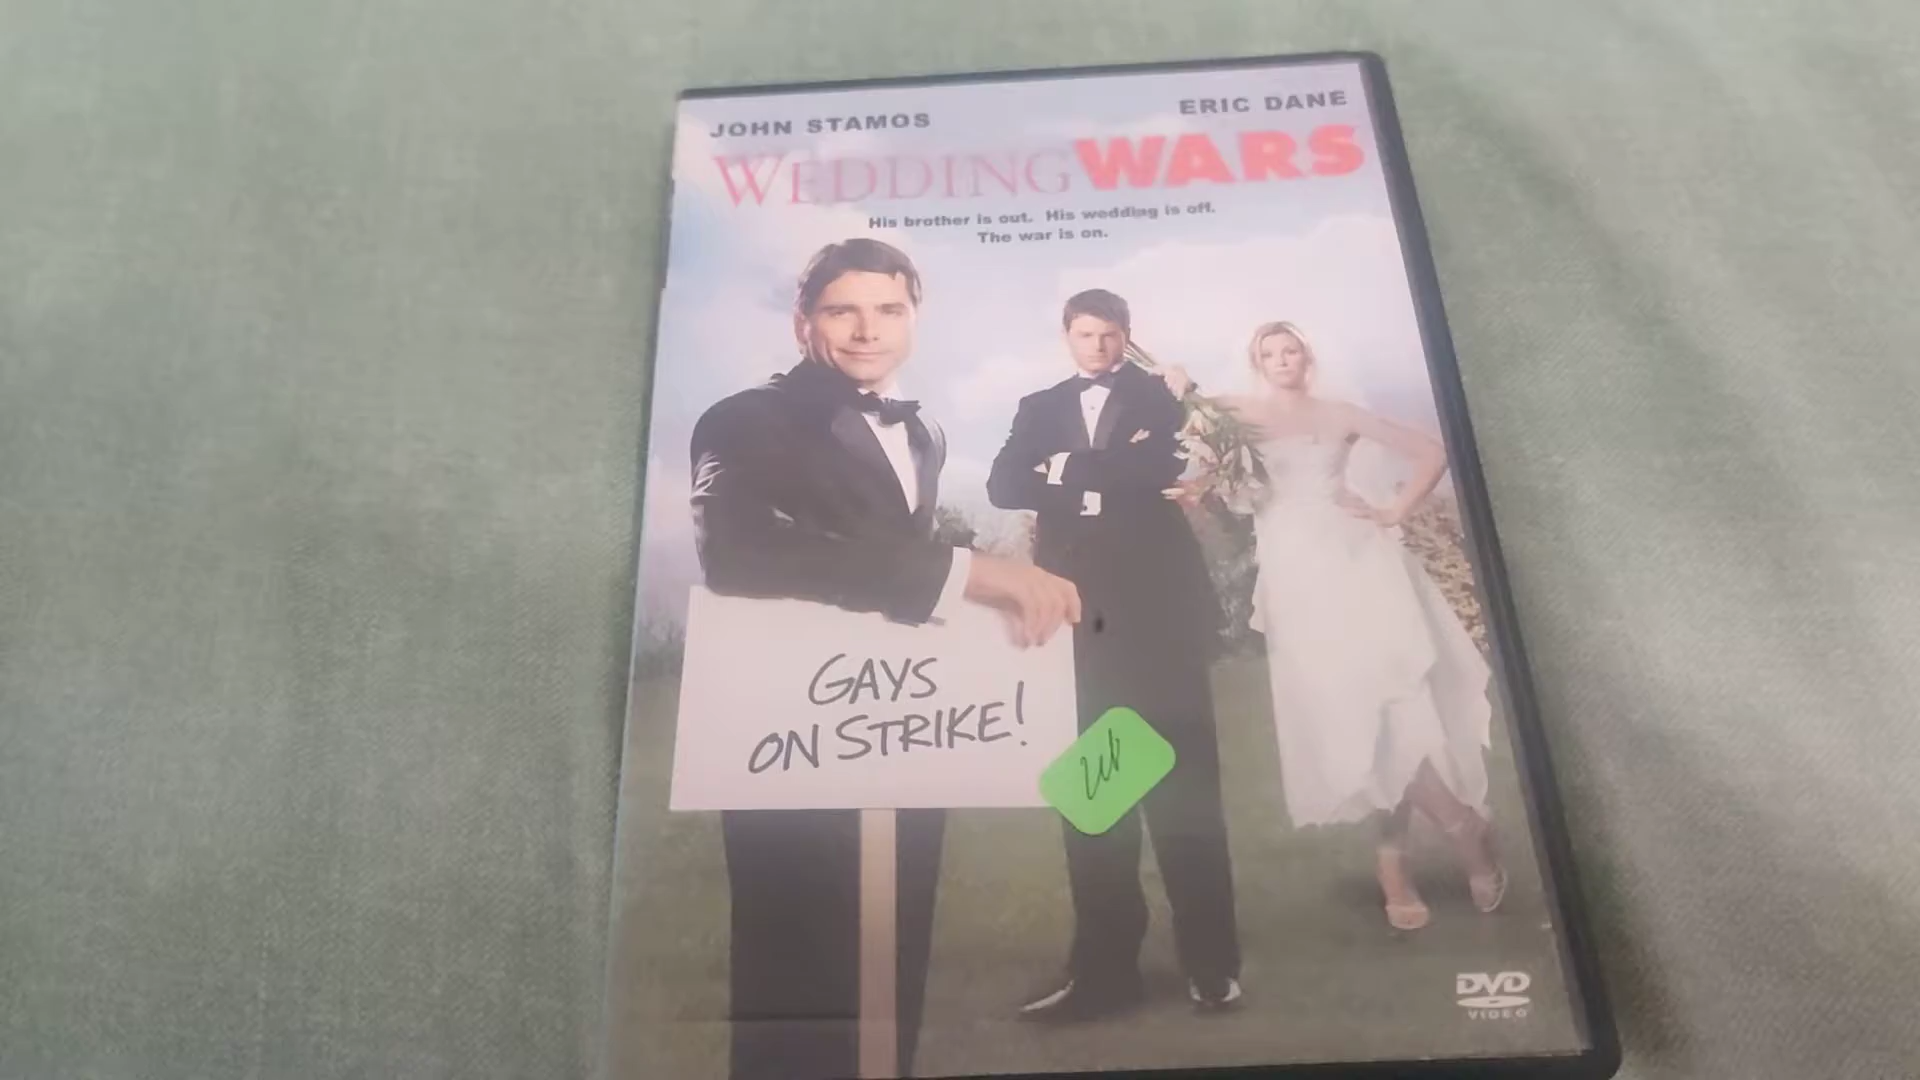 JOHN STAMOS
ERIC DANE
WEDDING WARS
His brother is out. His wedding is off.
The war is on.
GAYS
ON STRIKE!
DVD
VIDEO